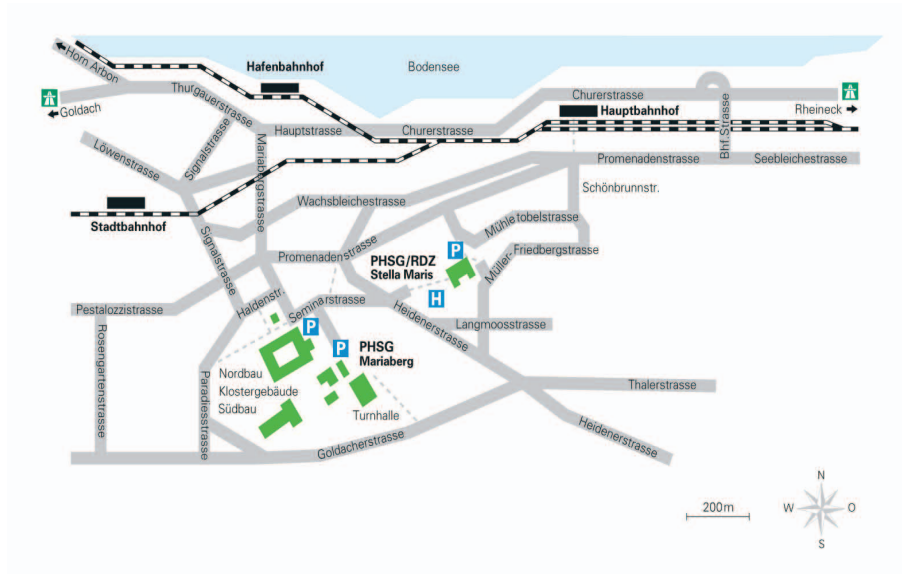 Horn Arbon
Hafenbahnhof
Bodensee
Thurgauerstrasse
Churerstrasse
Goldach
Hauptbahnhof
Rheineck
Signalstrasse
Hauptstrasse
Churerstrasse
Bhf.Strasse
Löwenstrasse
Mariabergstrasse
Promenadenstrasse
Seebleichestrasse
Schönbrunnstr.
Wachsbleichestrasse
Stadtbahnhof
Mühletobelstrasse
Signalstrasse
Promenadenstrasse
PHSG/RDZ
Stella Maris
P
Müller-Friedbergstrasse
H
Haldenstr.
Seminarstrasse
Pestalozzistrasse
Heidenerstrasse
Langmoosstrasse
P
P
PHSG
Mariaberg
Rosengartenstrasse
Paradiesstrasse
Nordbau
Klostergebäude
Südbau
Turnhalle
Thalerstrasse
Goldacherstrasse
Heidenerstrasse
200m
N
W
O
S